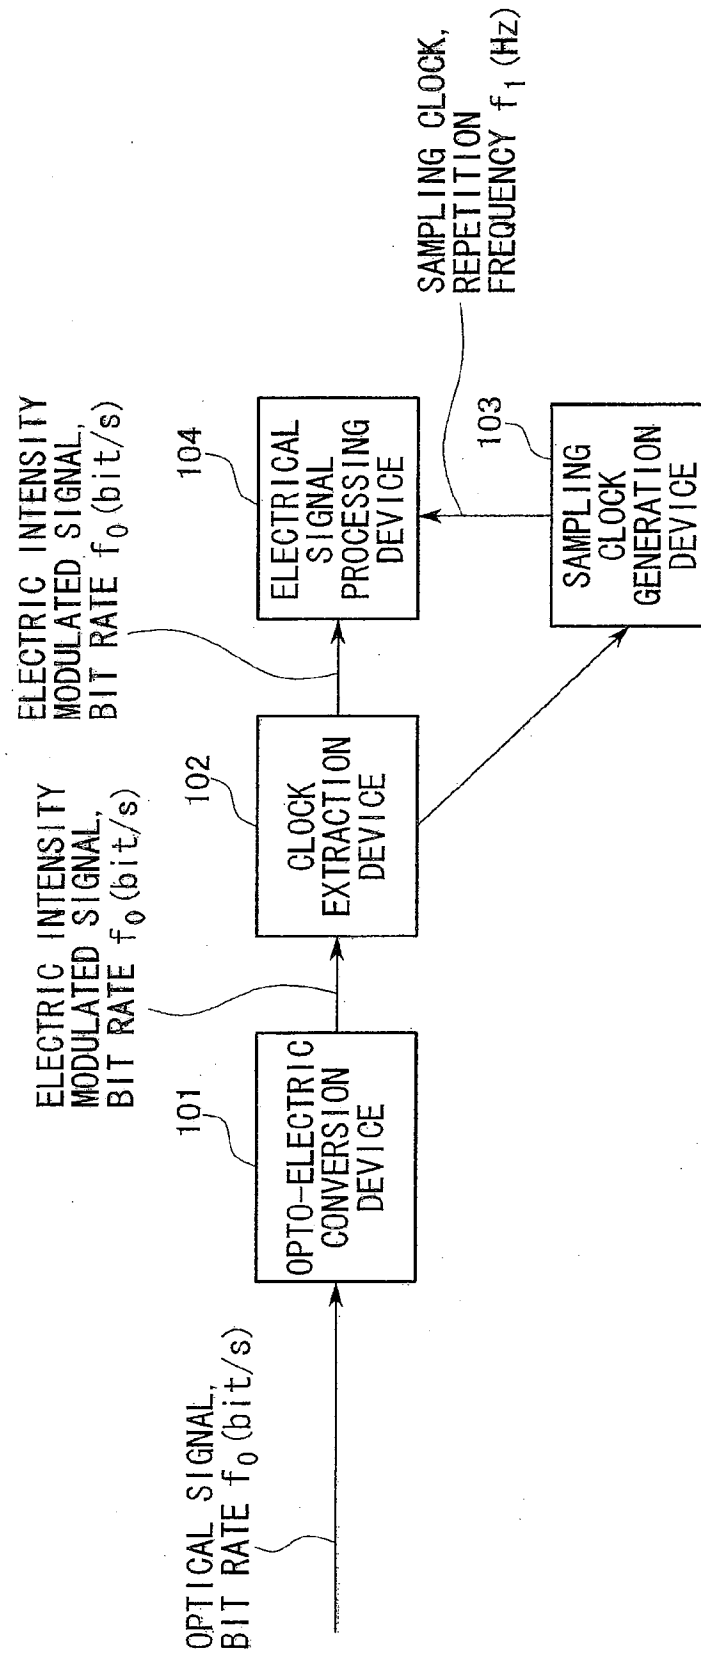 OPTICAL SIGNAL,
BIT RATE f0 (bit/s)
101
OPTO-ELECTRIC
CONVERSION
DEVICE
ELECTRIC INTENSITY
MODULATED SIGNAL,
BIT RATE f0 (bit/s)
102
CLOCK
EXTRACTION
DEVICE
ELECTRIC INTENSITY
MODULATED SIGNAL,
BIT RATE f0 (bit/s)
104
ELECTRICAL
SIGNAL
PROCESSING
DEVICE
SAMPLING CLOCK,
REPETITION
FREQUENCY f1 (Hz)
103
SAMPLING
CLOCK
GENERATION
DEVICE